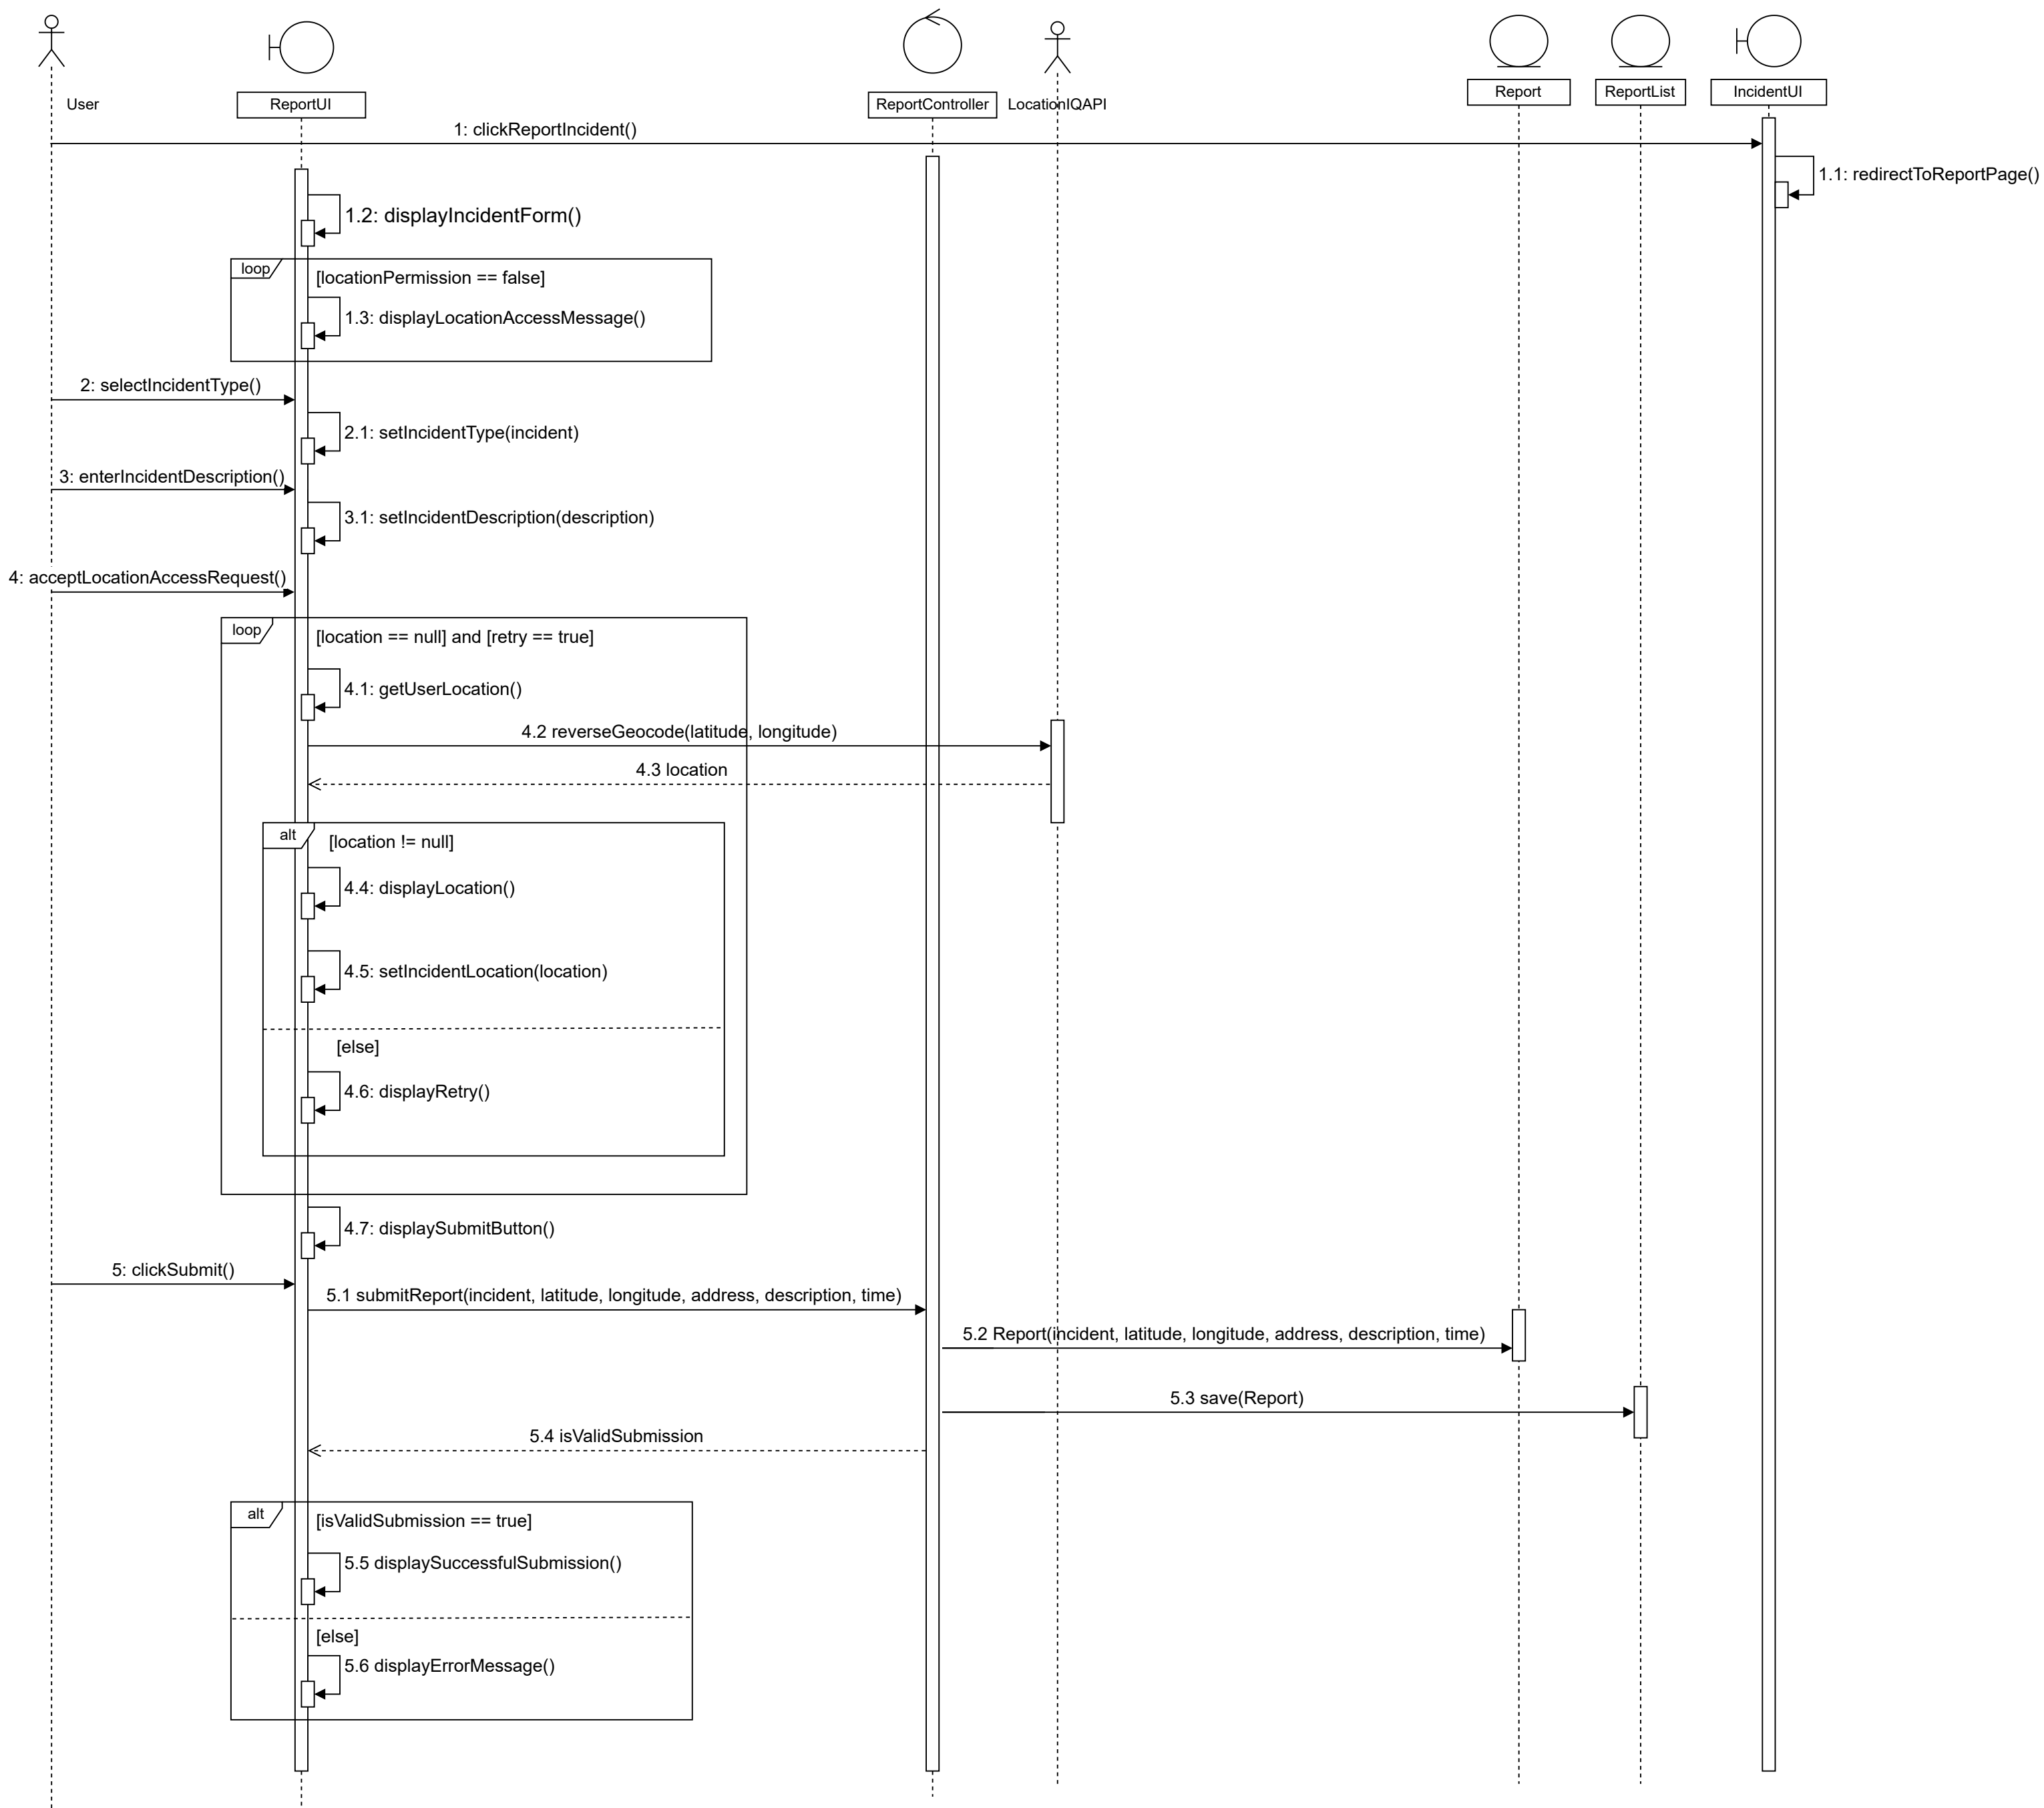 User
ReportUI
ReportController
LocationIQAPI
Report
ReportList
IncidentUI
1: clickReportIncident()
1.1: redirectToReportPage()
1.2: displayIncidentForm()
loop
[locationPermission == false]
1.3: displayLocationAccessMessage()
2: selectIncidentType()
2.1: setIncidentType(incident)
3: enterIncidentDescription()
3.1: setIncidentDescription(description)
4: acceptLocationAccessRequest()
loop
[location == null] and [retry == true]
4.1: getUserLocation()
4.2 reverseGeocode(latitude, longitude)
4.3 location
alt
[location != null]
4.4: displayLocation()
4.5: setIncidentLocation(location)
[else]
4.6: displayRetry()
4.7: displaySubmitButton()
5: clickSubmit()
5.1 submitReport(incident, latitude, longitude, address, description, time)
5.2 Report(incident, latitude, longitude, address, description, time)
5.3 save(Report)
5.4 isValidSubmission
alt
[isValidSubmission == true]
5.5 displaySuccessfulSubmission()
[else]
5.6 displayErrorMessage()